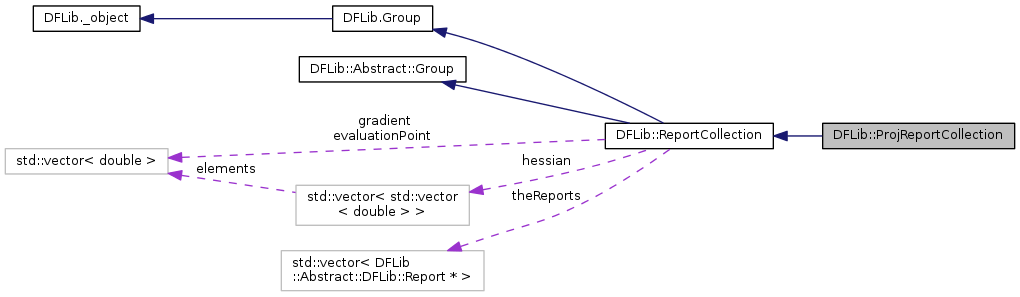 DFLib._object
DFLib.Group
DFLib::Abstract::Group
gradient
evaluationPoint
DFLib::ReportCollection
DFLib::ProjReportCollection
std::vector< double >
elements
hessian
std::vector< std::vector
< double > >
theReports
std::vector< DFLib
::Abstract::DFLib::Report * >